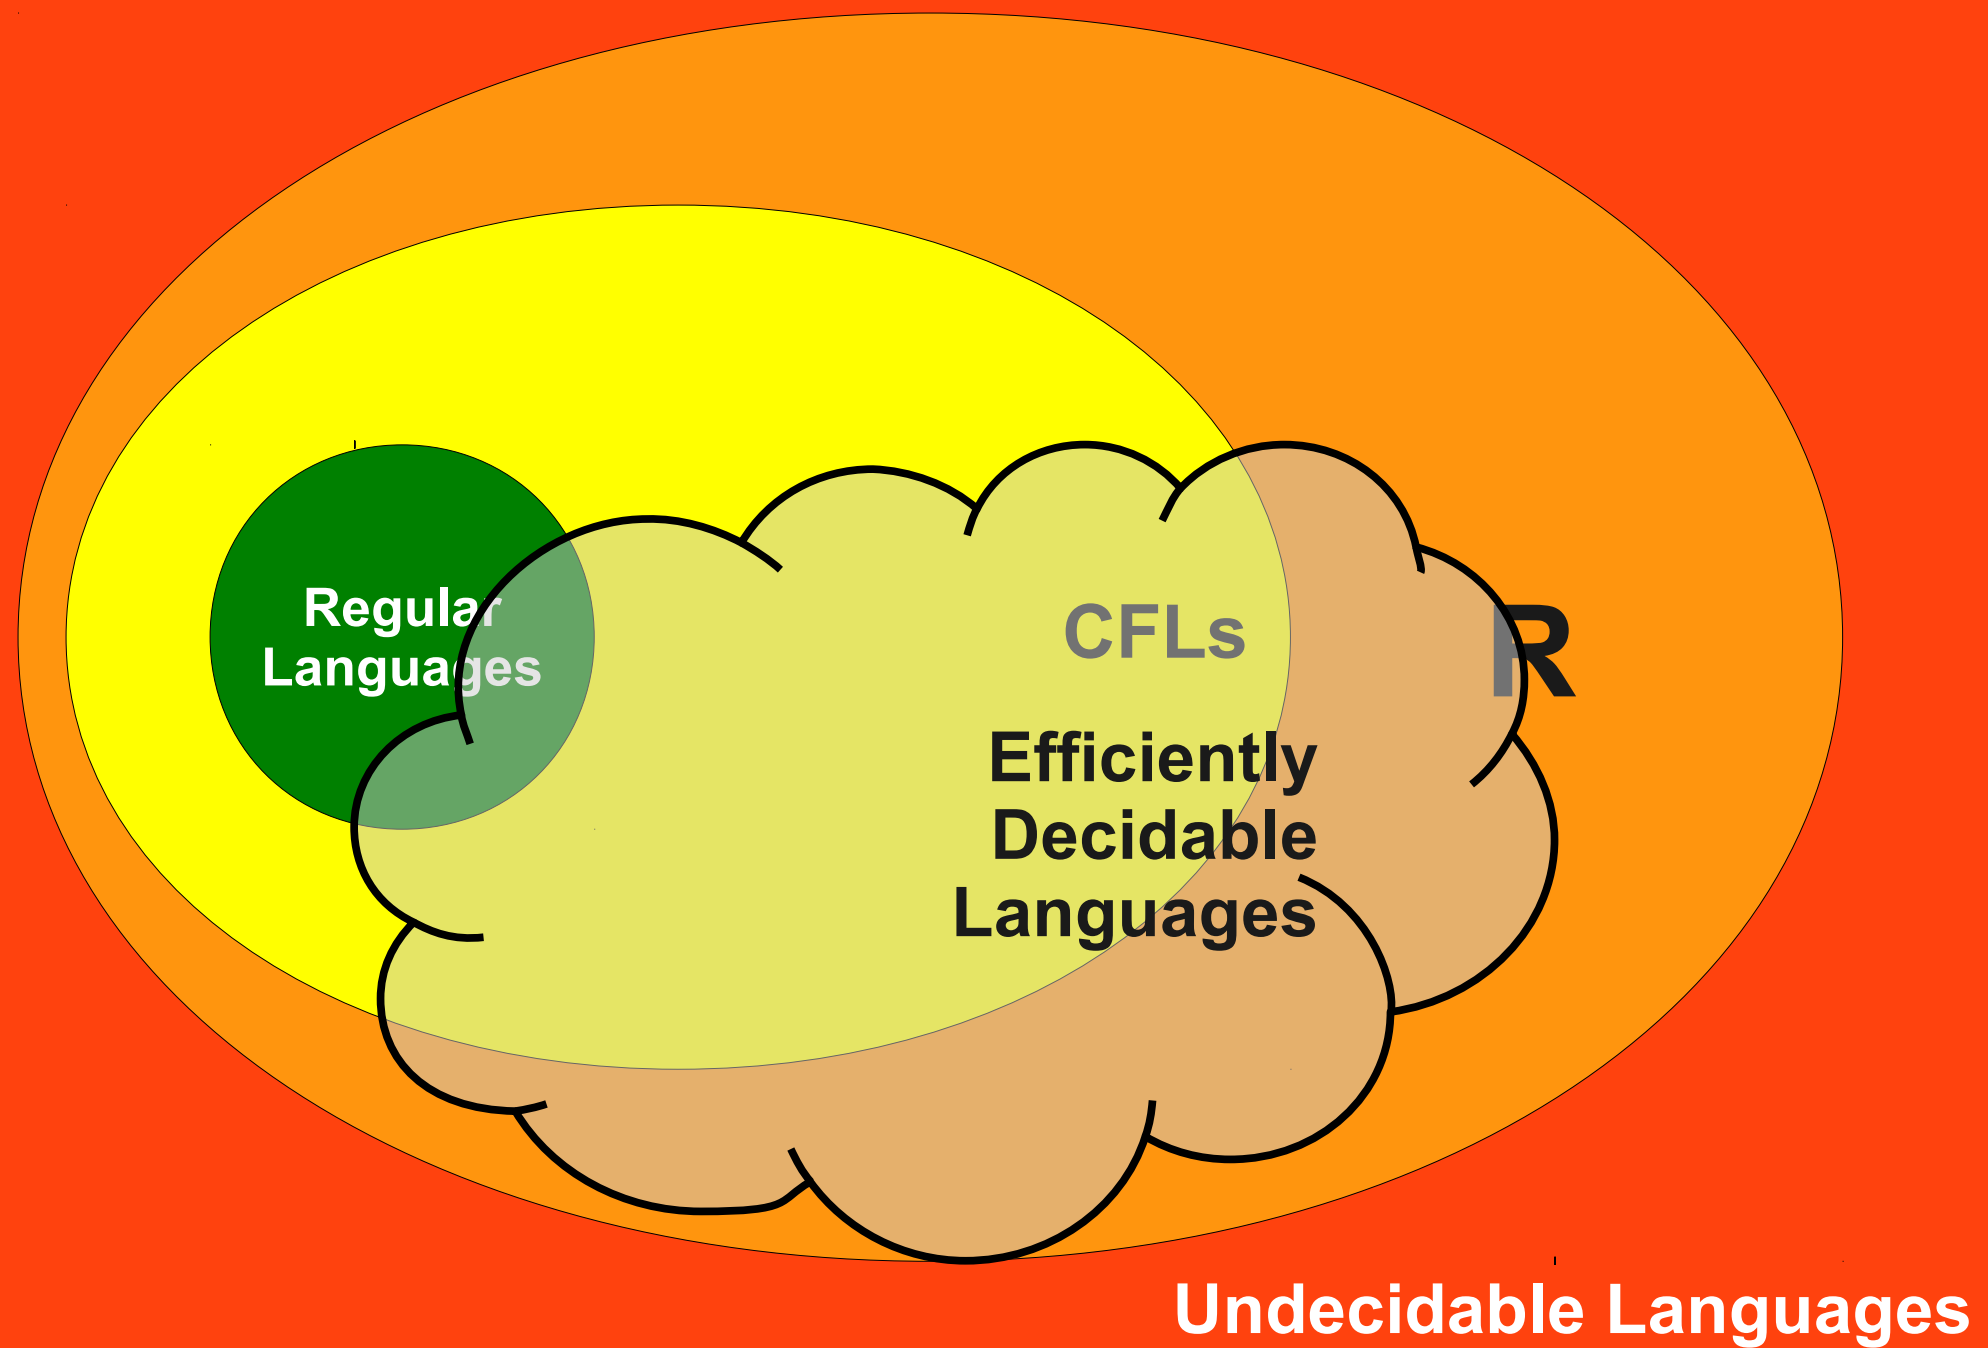 Regular
Languages
CFLs
R
Efficiently
Decidable
Languages
Undecidable Languages